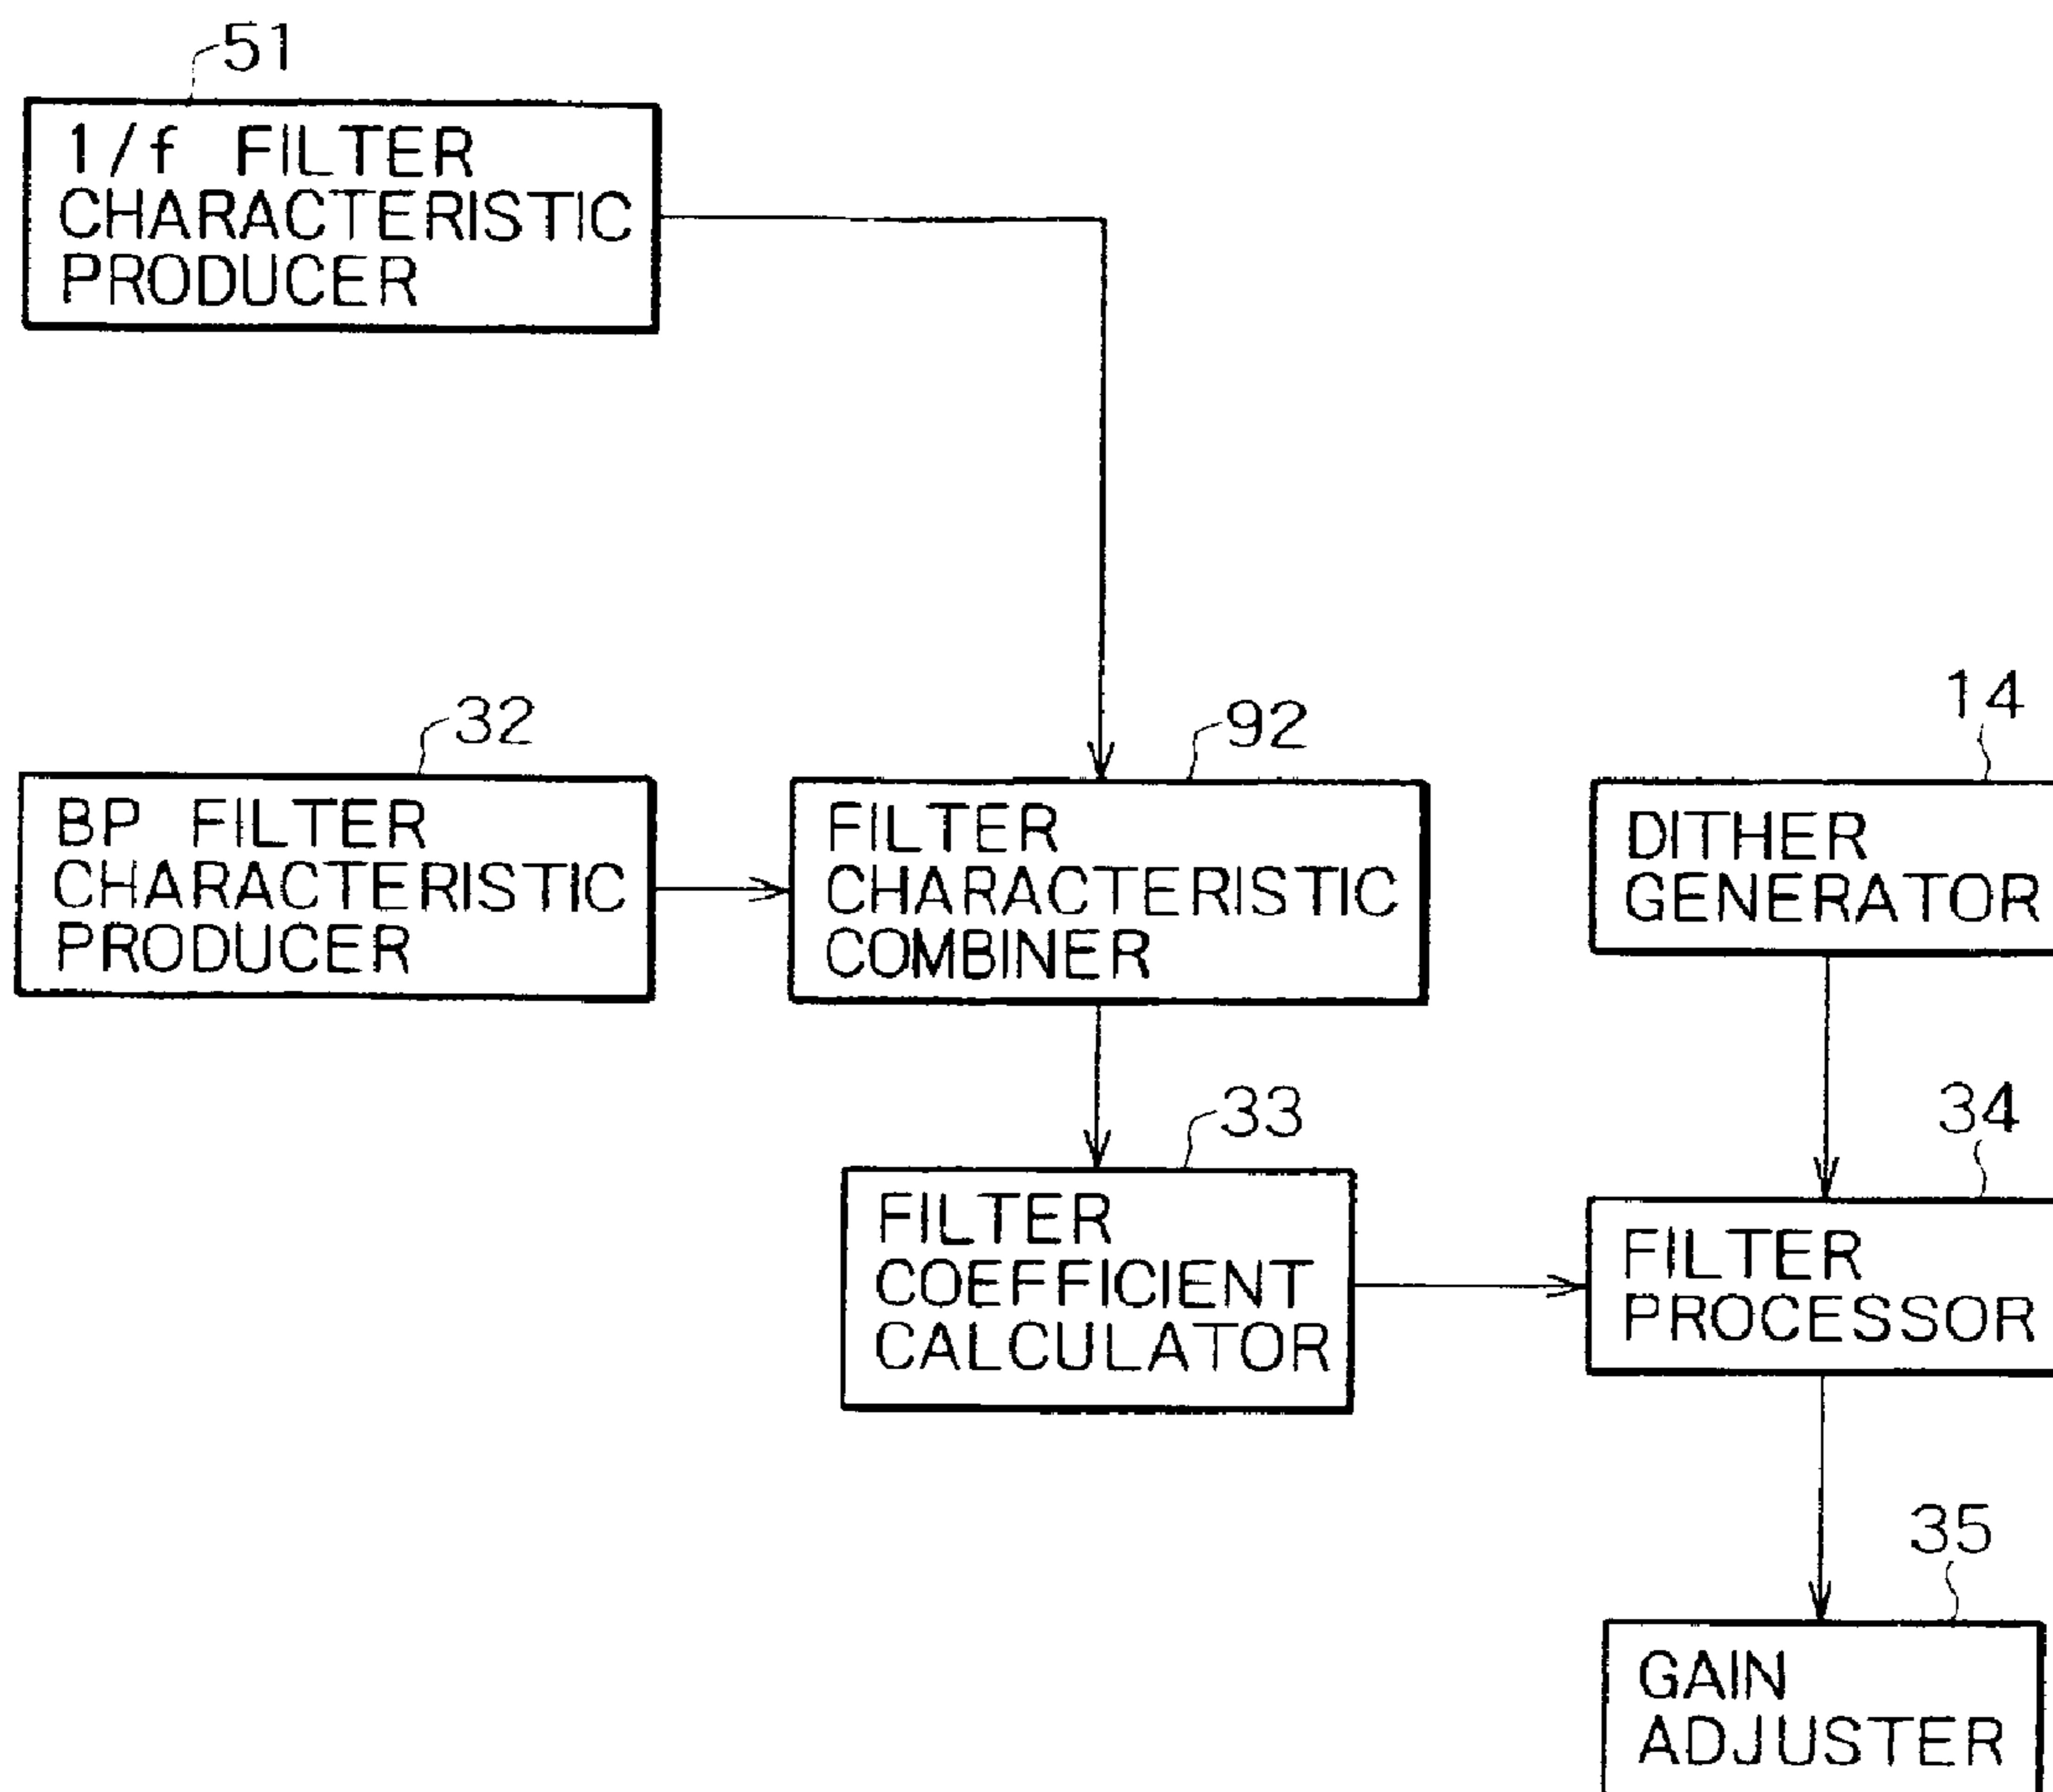 51
1/f FILTER
CHARACTERISTIC
PRODUCER
32
BP FILTER
CHARACTERISTIC
PRODUCER
92
FILTER
CHARACTERISTIC
COMBINER
14
DITHER
GENERATOR
33
FILTER
COEFFICIENT
CALCULATOR
34
FILTER
PROCESSOR
35
GAIN
ADJUSTER